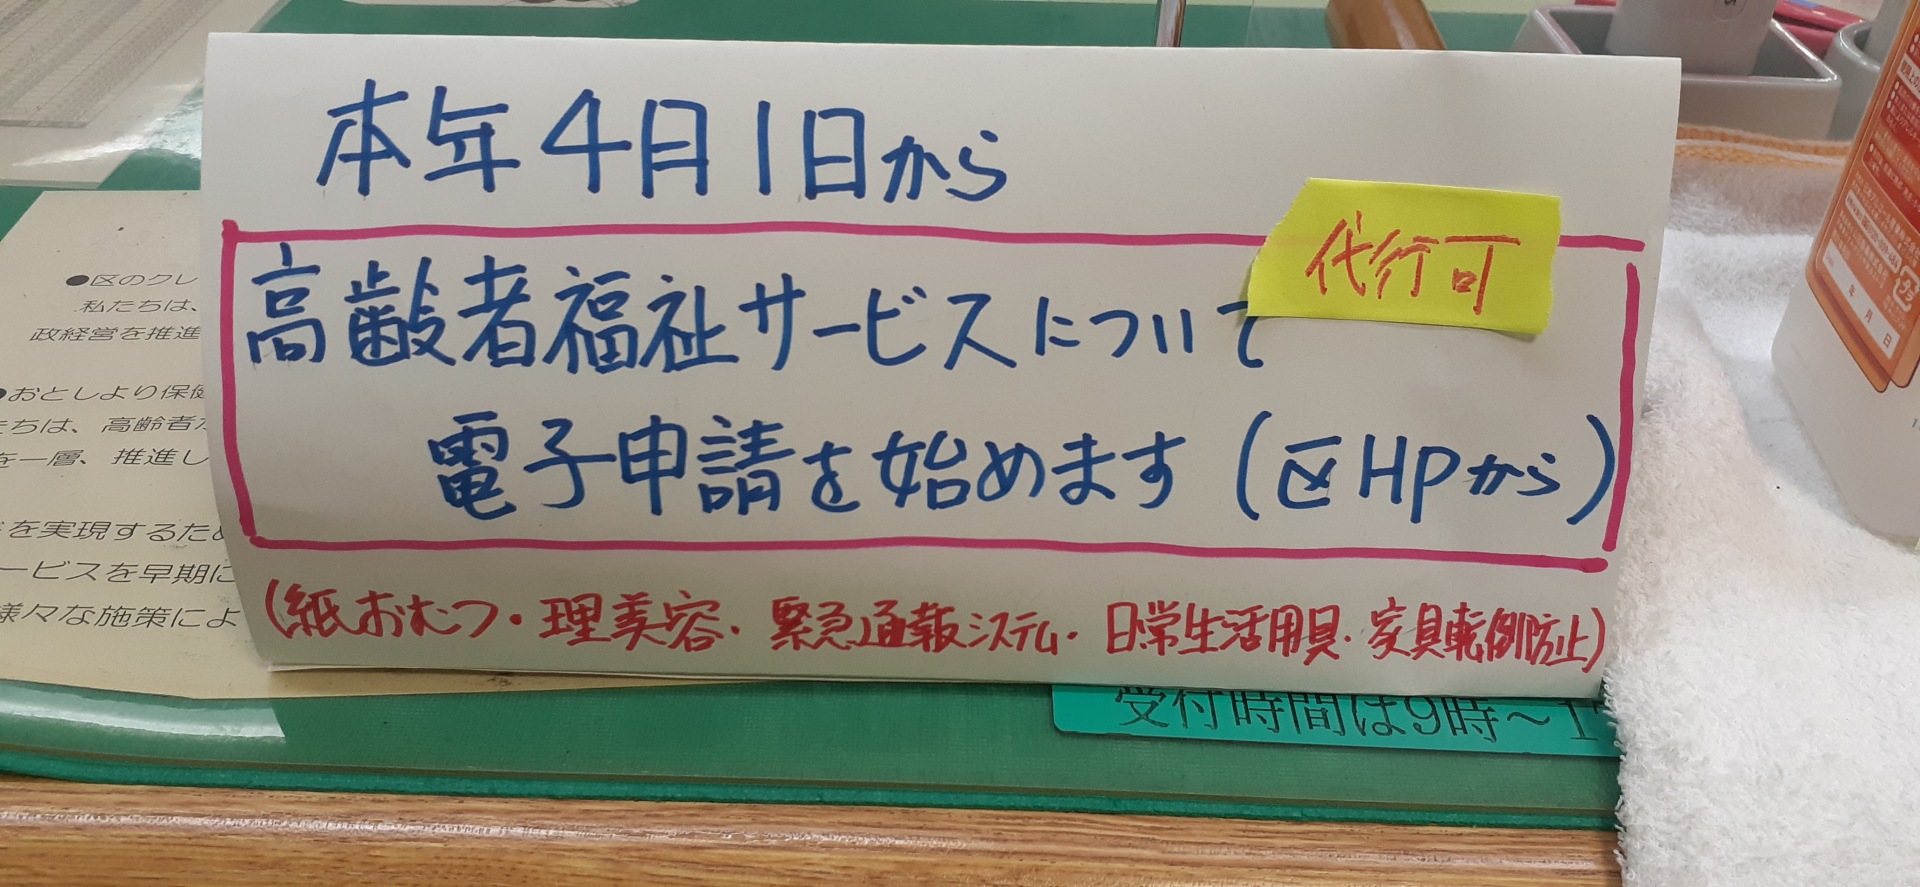 本年4月1日から
代行可
高齢者福祉サービスについて
電子申請を始めます(区HPから)
(紙おむつ・理美容・緊急通報システム・日常生活用具・家具転倒防止)
●区のクレ
私たちは、
政経営を推進
●おとしより保健
たちは、高齢者が
を一層、推進し
を実現するため
ービスを早期に
様々な施策によ
受付時間は9時～1
年
月
日